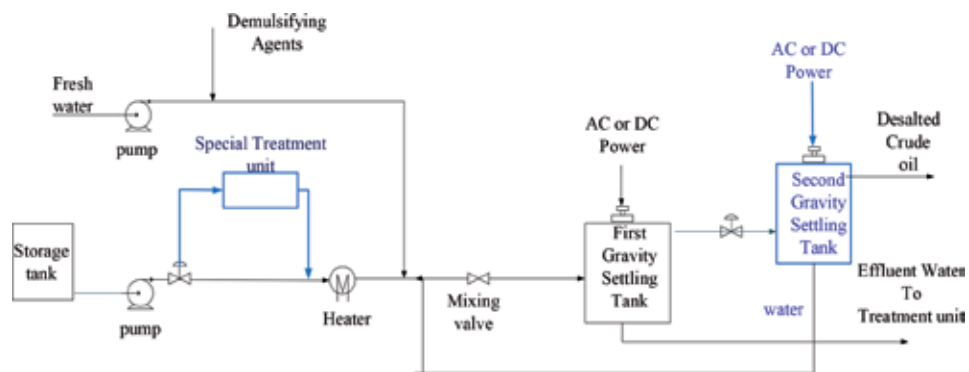 Demulsifying
Agents
Fresh
water
pump
Special Treatment
unit
Storage
tank
pump
Heater
Mixing
valve
AC or DC
Power
First
Gravity
Settling
Tank
AC or DC
Power
Second
Gravity
Settling
Tank
Desalted
Crude
oil
water
Effluent Water
To
Treatment unit